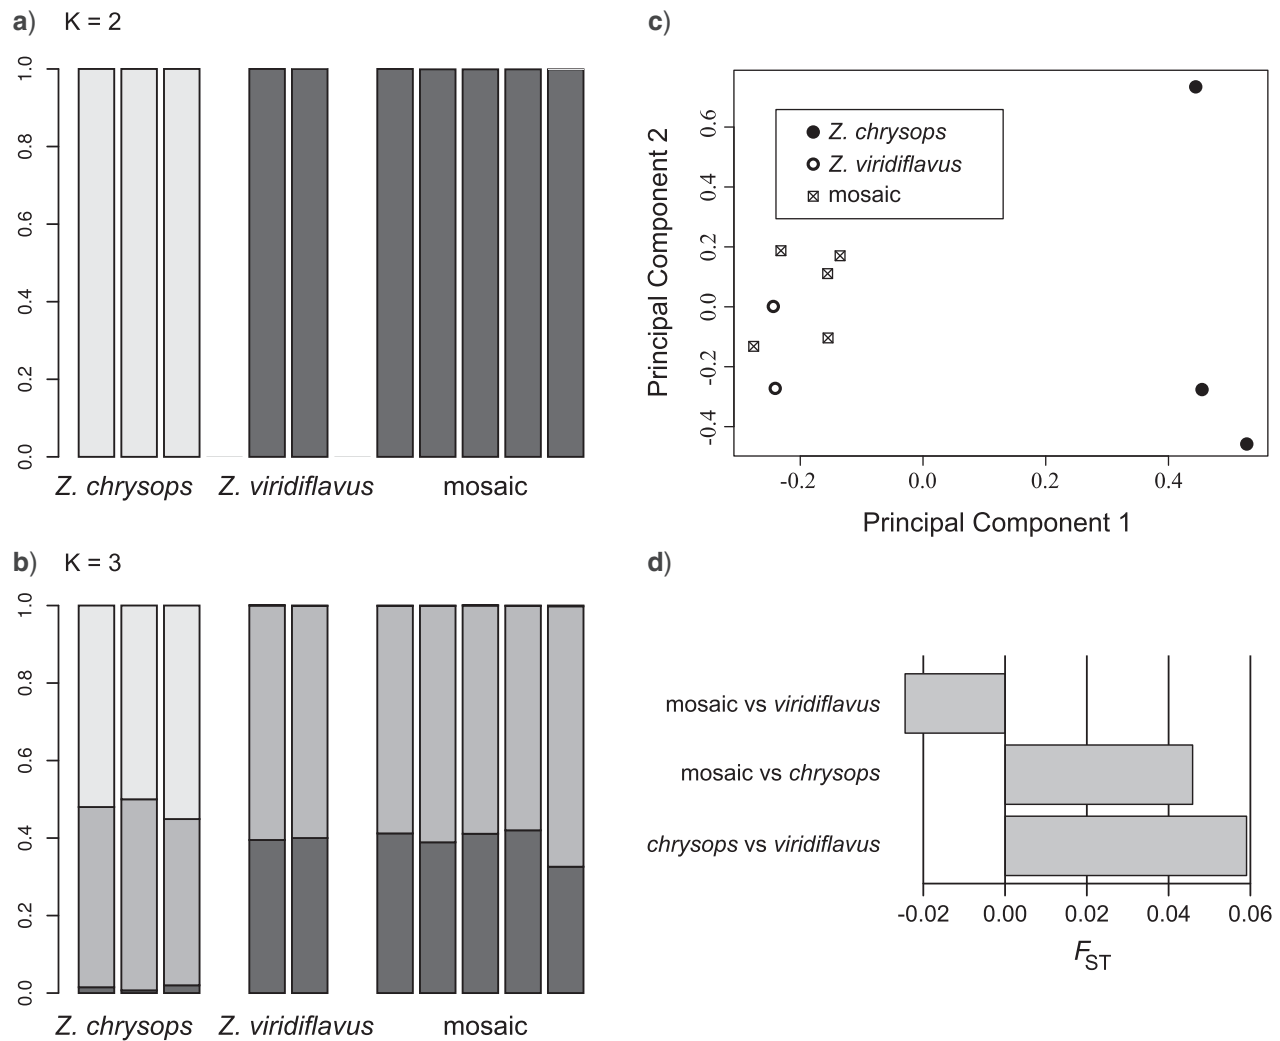 a) K = 2
1.0
0.8
0.6
0.4
0.2
0.0
Z. chrysops Z. viridiflavus mosaic
b) K = 3
1.0
0.8
0.6
0.4
0.2
0.0
Z. chrysops Z. viridiflavus mosaic
c)
Principal Component 2
0.6
0.4
0.2
0.0
-0.2
-0.4
Z. chrysops
Z. viridiflavus
mosaic
-0.2 0.0 0.2 0.4
Principal Component 1
d)
mosaic vs viridiflavus
mosaic vs chrysops
chrysops vs viridiflavus
-0.02 0.00 0.02 0.04 0.06
FST